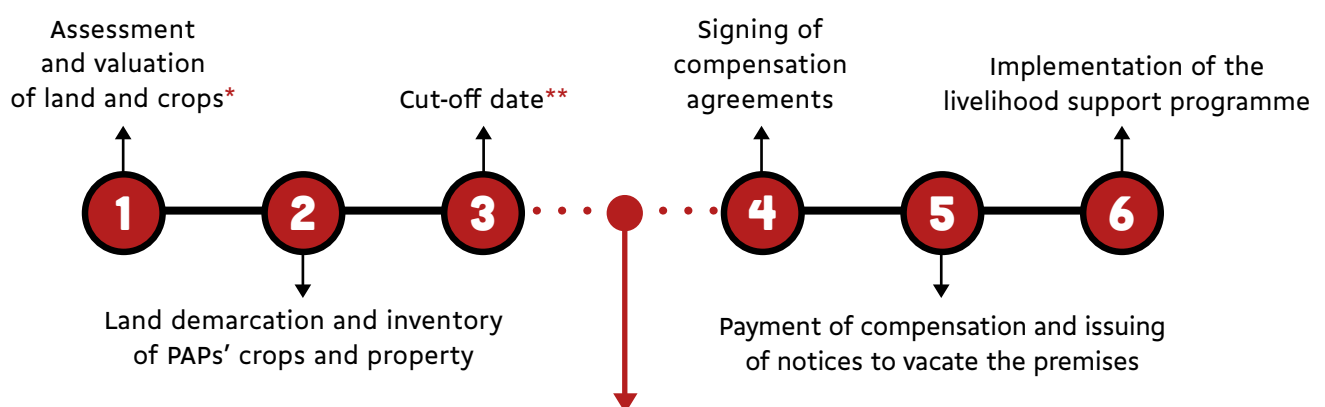 Assessment
and valuation
of land and crops*
Cut-off date**
Signing of
compensation
agreements
Implementation of the
livelihood support programme
1
2
3
4
5
6
Land demarcation and inventory
of PAPs’ crops and property
Payment of compensation and issuing
of notices to vacate the premises